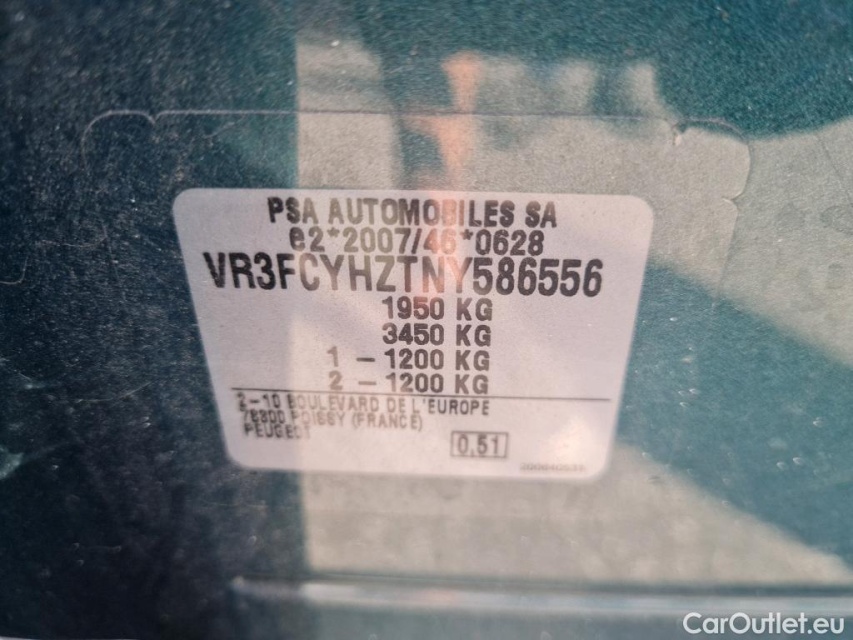 PSA AUTOMOBILES SA
e2*2007/46*0628
VR3FCYHZTNY586556
1950 KG
3450 KG
1 - 1200 KG
2 - 1200 KG
2-10 BOULEVARD DE L'EUROPE
78300 POISSY (FRANCE)
PEUGEOT
0.51
CarOutlet.eu